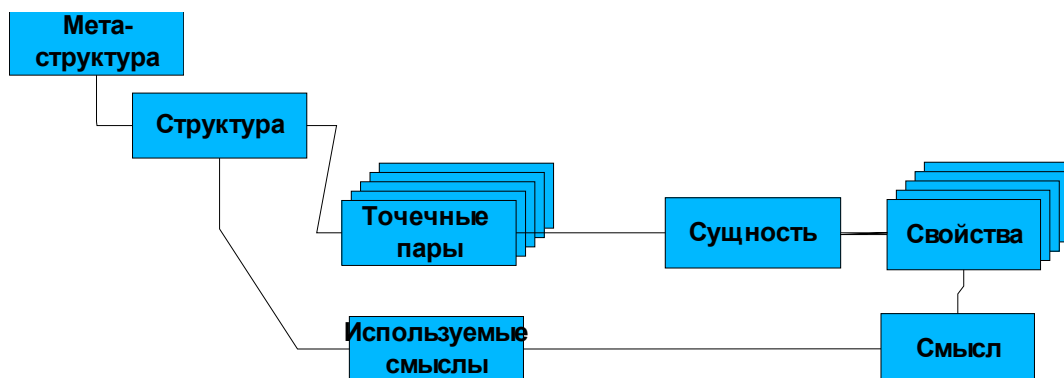 Мета-
структура
Структура
Точечные
пары
Сущность
Свойства
Используемые
смыслы
Смысл